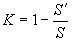 K = 1 - S'/S